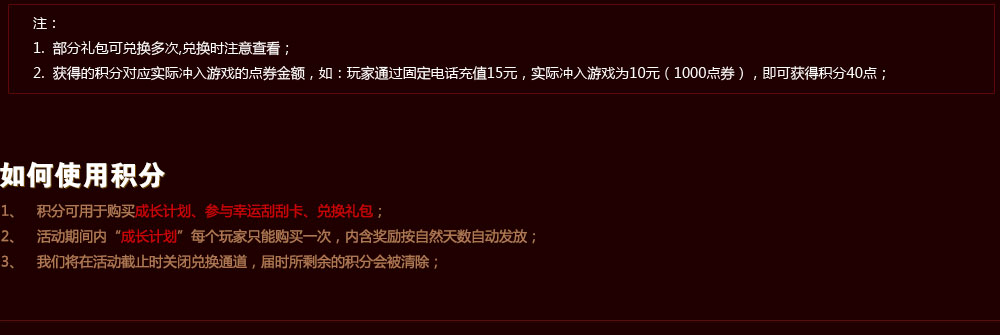 注：
1. 部分礼包可兑换多次,兑换时注意查看；
2. 获得的积分对应实际冲入游戏的点券金额，如：玩家通过固定电话充值15元，实际冲入游戏为10元（1000点券），即可获得积分40点；
如何使用积分
1、 积分可用于购买成长计划、参与幸运刮刮卡、兑换礼包；
2、 活动期间内“成长计划”每个玩家只能购买一次，内含奖励按自然天数自动发放；
3、 我们将在活动截止时关闭兑换通道，届时所剩余的积分会被清除；